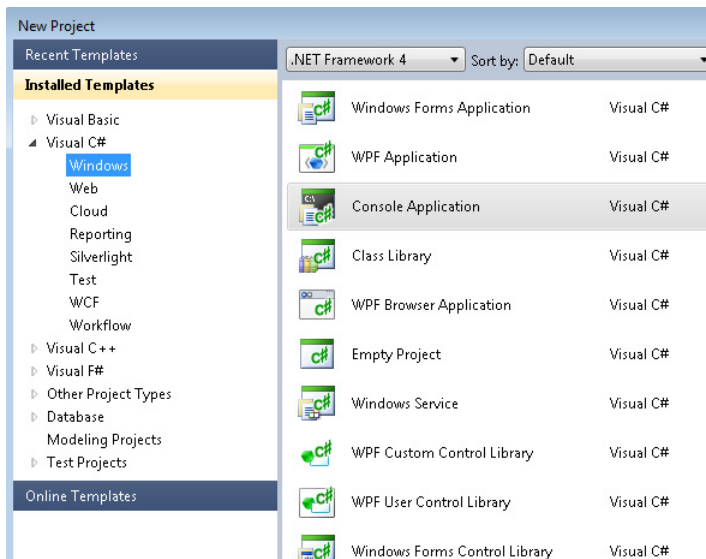 New Project
Recent Templates
Installed Templates
Visual Basic
Visual C#
Windows
Web
Cloud
Reporting
Silverlight
Test
WCF
Workflow
Visual C++
Visual F#
Other Project Types
Database
Modeling Projects
Test Projects
Online Templates
.NET Framework 4 Sort by: Default
C# Windows Forms Application Visual C#
C# WPF Application Visual C#
C:\ C# Console Application Visual C#
C# Class Library Visual C#
C# WPF Browser Application Visual C#
C# Empty Project Visual C#
C# Windows Service Visual C#
C# WPF Custom Control Library Visual C#
C# WPF User Control Library Visual C#
C# Windows Forms Control Library Visual C#